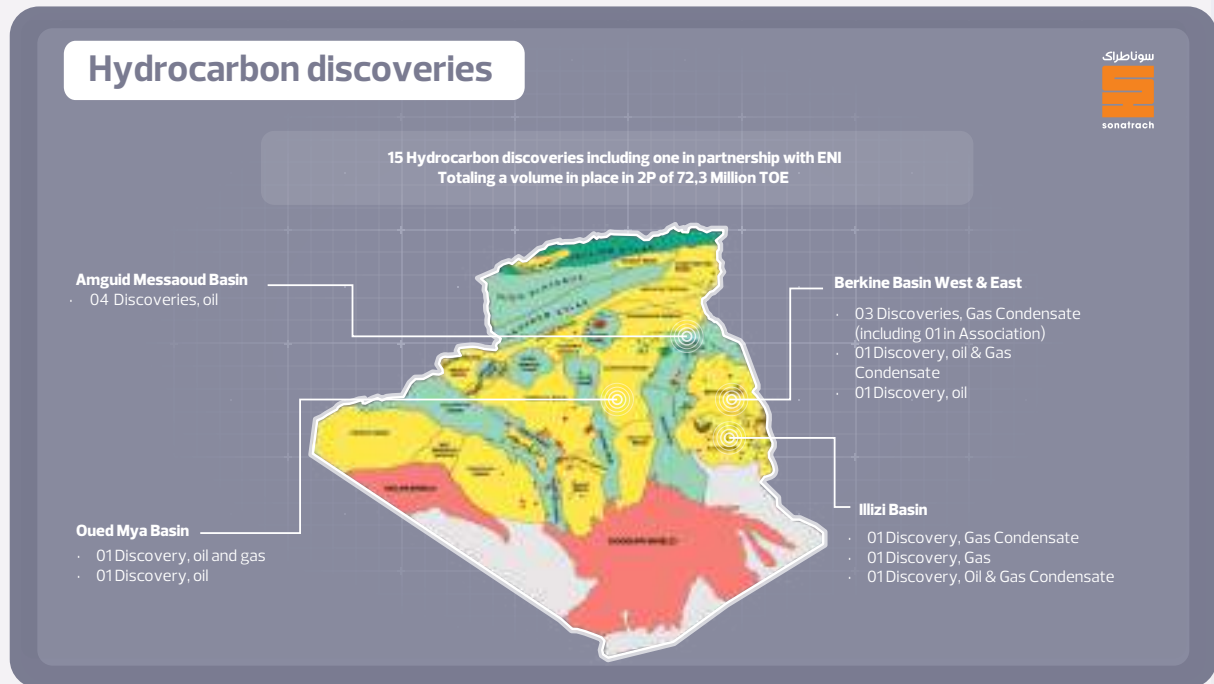 Hydrocarbon discoveries
سوناطراك
sonatrach
15 Hydrocarbon discoveries including one in partnership with ENI
Totaling a volume in place in 2P of 72,3 Million TOE
Amguid Messaoud Basin
· 04 Discoveries, oil
Berkine Basin West & East
· 03 Discoveries, Gas Condensate
(including 01 in Association)
· 01 Discovery, oil & Gas
Condensate
· 01 Discovery, oil
Oued Mya Basin
· 01 Discovery, oil and gas
· 01 Discovery, oil
Illizi Basin
· 01 Discovery, Gas Condensate
· 01 Discovery, Gas
· 01 Discovery, Oil & Gas Condensate